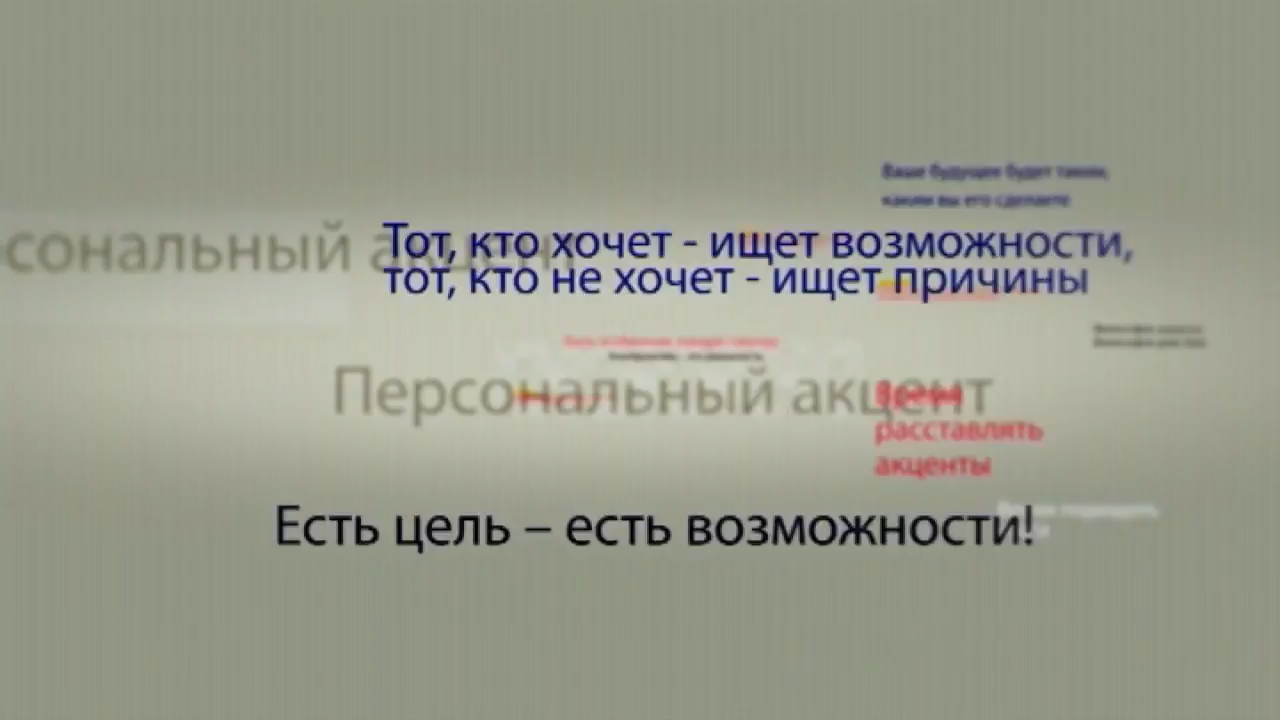 Ваше будущее будет таким,
каким вы его сделаете
сональный акцент
Тот, кто хочет - ищет возможности,
тот, кто не хочет - ищет причины
Персональный акцент
Время
расставлять
акценты
Есть цель – есть возможности!